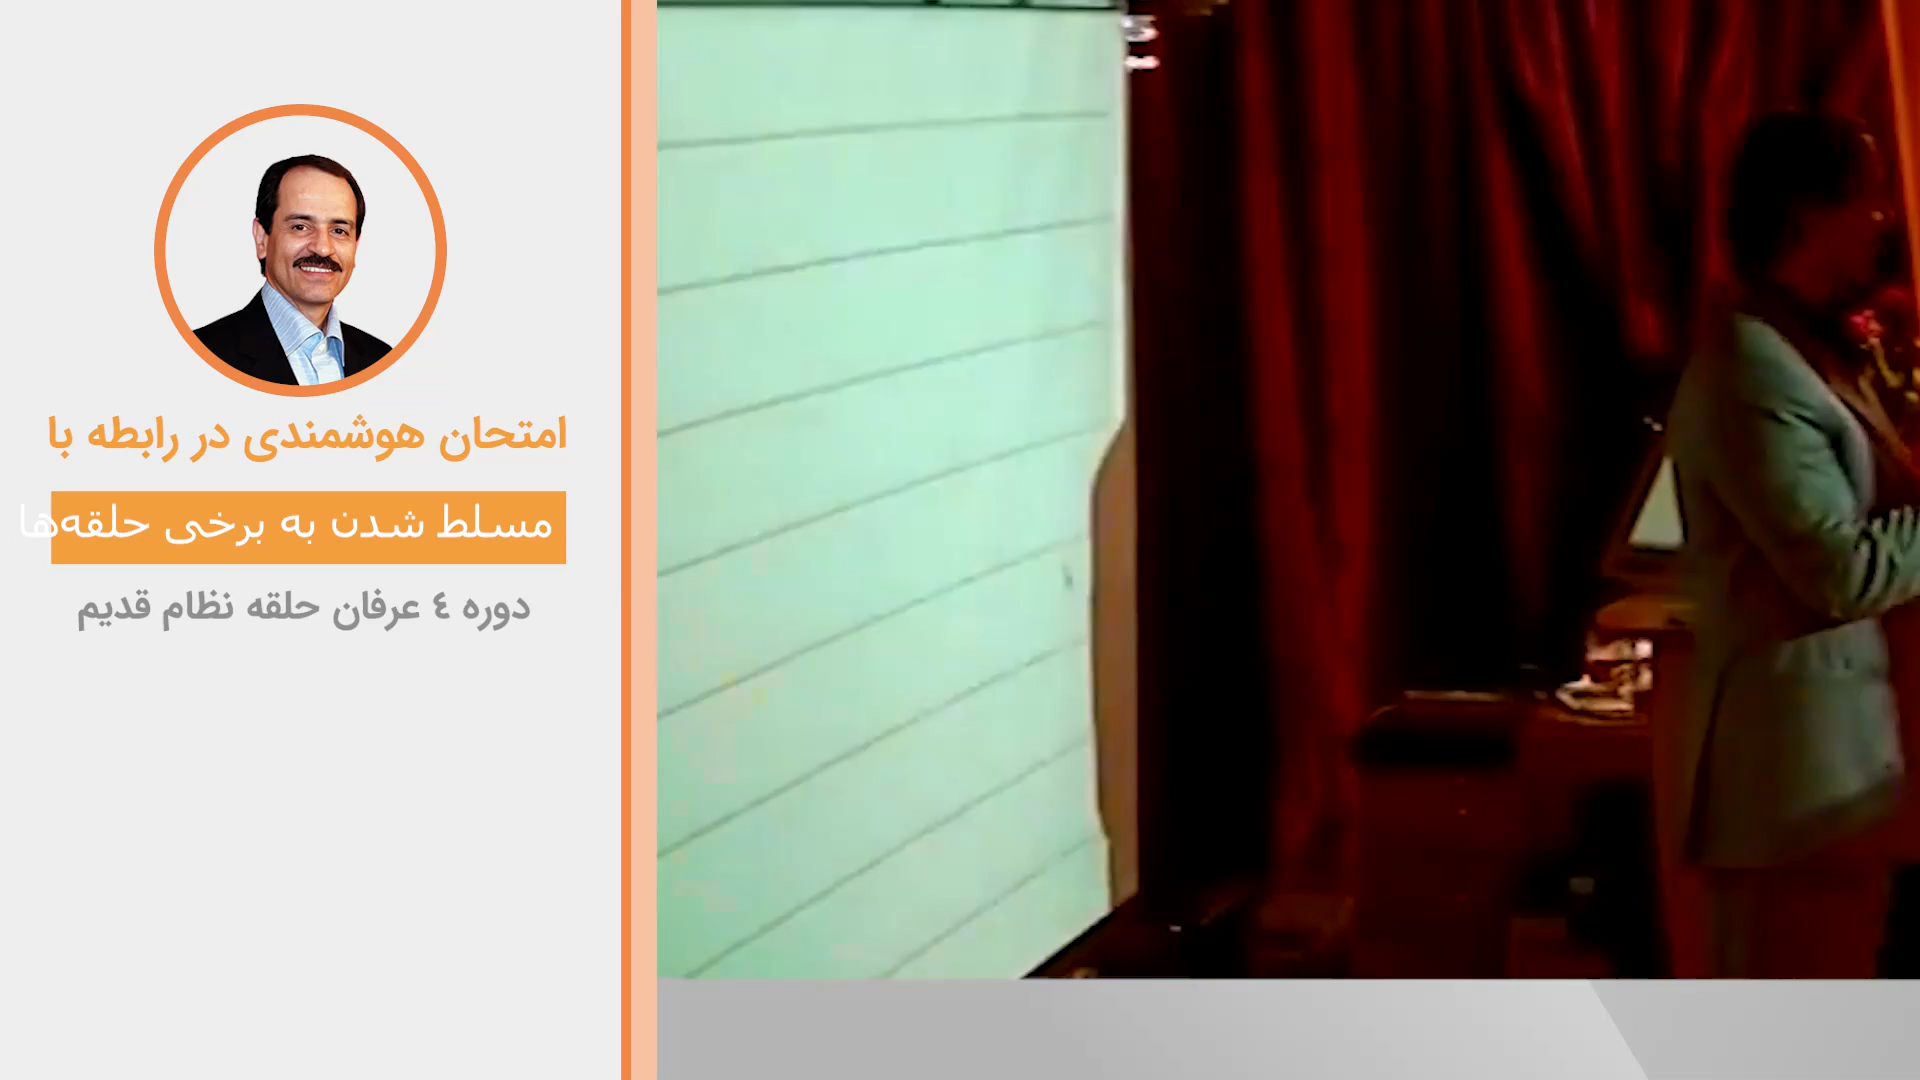 امتحان هوشمندی در رابطه با
مسلط شدن به برخی حلقه‌ها
دوره ٤ عرفان حلقه نظام قدیم